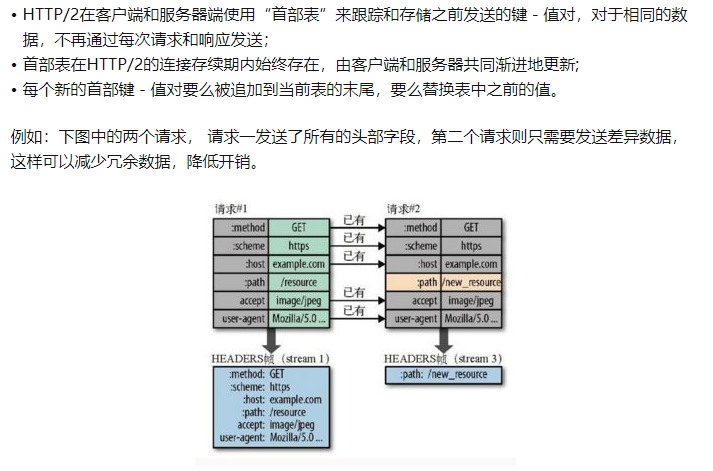 • HTTP/2在客户端和服务器端使用“首部表”来跟踪和存储之前发送的键－值对，对于相同的数
据，不再通过每次请求和响应发送；
• 首部表在HTTP/2的连接存续期内始终存在，由客户端和服务器共同渐进地更新;
• 每个新的首部键－值对要么被追加到当前表的末尾，要么替换表中之前的值。
例如：下图中的两个请求， 请求一发送了所有的头部字段，第二个请求则只需要发送差异数据，
这样可以减少冗余数据，降低开销。
请求#1 已有 请求#2
:method GET :method GET
已有
:scheme https :scheme https
已有
:host example.com :host example.com
:path /resource :path /new_resource
已有
accept image/jpeg accept image/jpeg
已有
user-agent Mozilla/5.0 ... user-agent Mozilla/5.0 ...
HEADERS帧（stream 1） HEADERS帧（stream 3）
:method: GET :path: /new_resource
:scheme: https
:host: example.com
:path: /resource
accept: image/jpeg
user-agent: Mozilla/5.0 ...